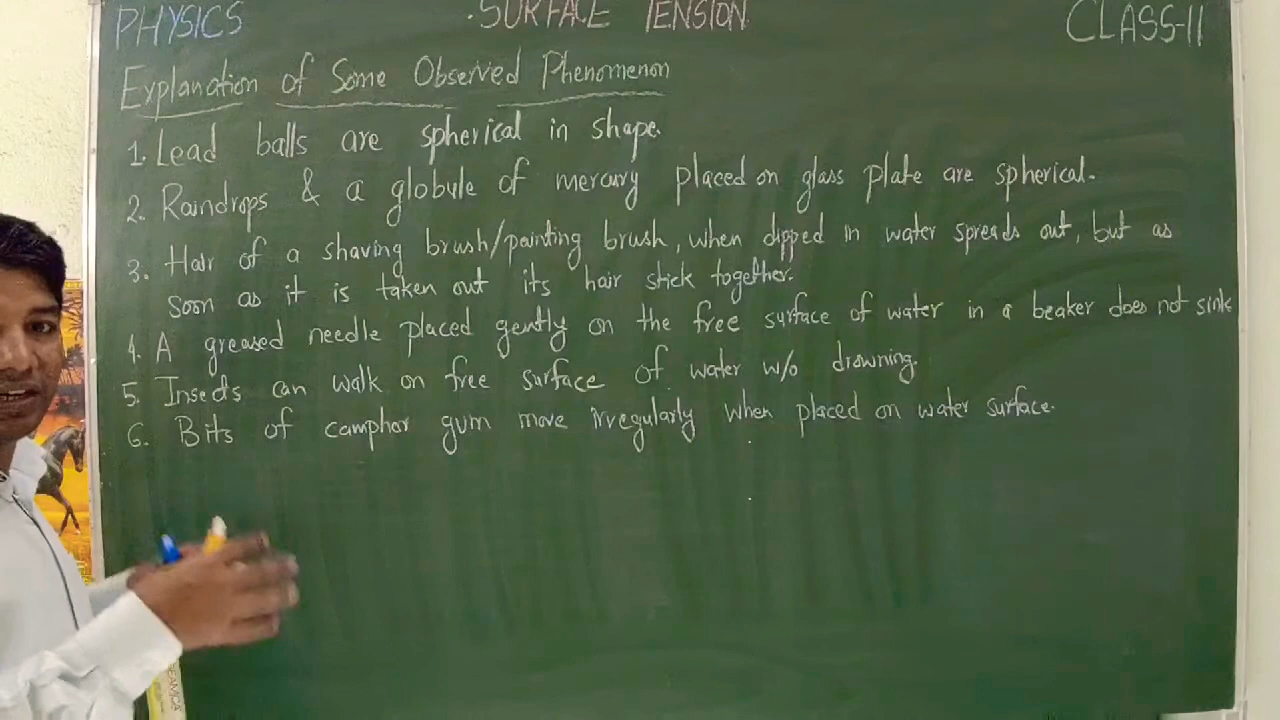 PHYSICS
.SURFACE TENSION
CLASS-11
Explanation of Some Observed Phenomenon
1. Lead balls are spherical in shape.
2. Raindrops & a globule of mercury placed on glass plate are spherical.
3. Hair of a shaving brush/painting brush, when dipped in water spreads out, but as
soon as it is taken out its hair stick together.
4. A greased needle placed gently on the free surface of water in a beaker does not sink
5. Insects can walk on free surface of water w/o drowning.
6. Bits of camphor gum move irregularly when placed on water surface.